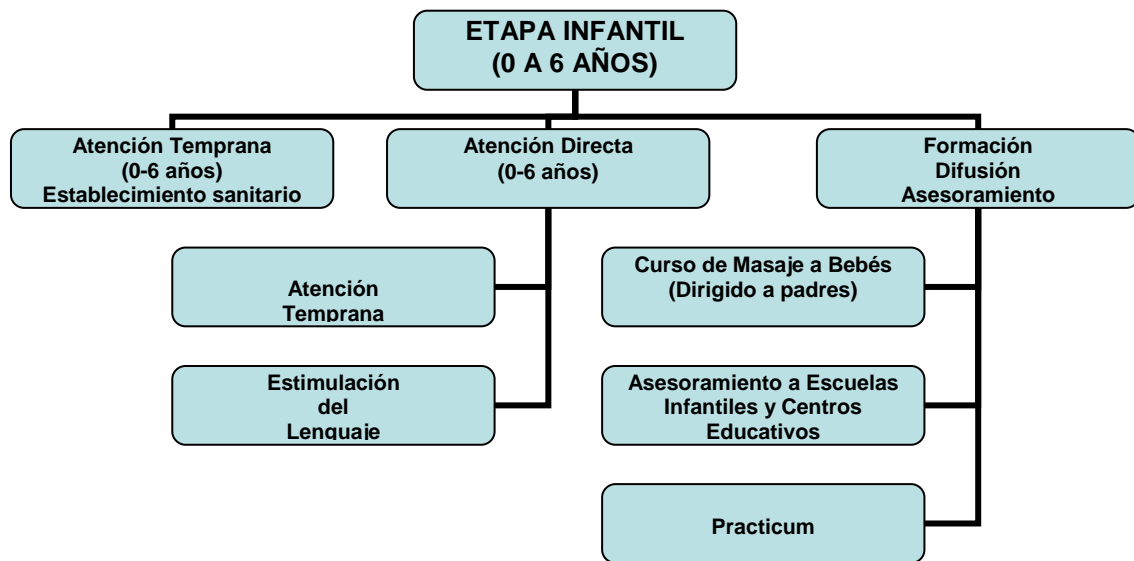 ETAPA INFANTIL
(0 A 6 AÑOS)
Atención Temprana
(0-6 años)
Establecimiento sanitario
Atención Directa
(0-6 años)
Formación
Difusión
Asesoramiento
Atención
Temprana
Estimulación
del
Lenguaje
Curso de Masaje a Bebés
(Dirigido a padres)
Asesoramiento a Escuelas
Infantiles y Centros
Educativos
Practicum